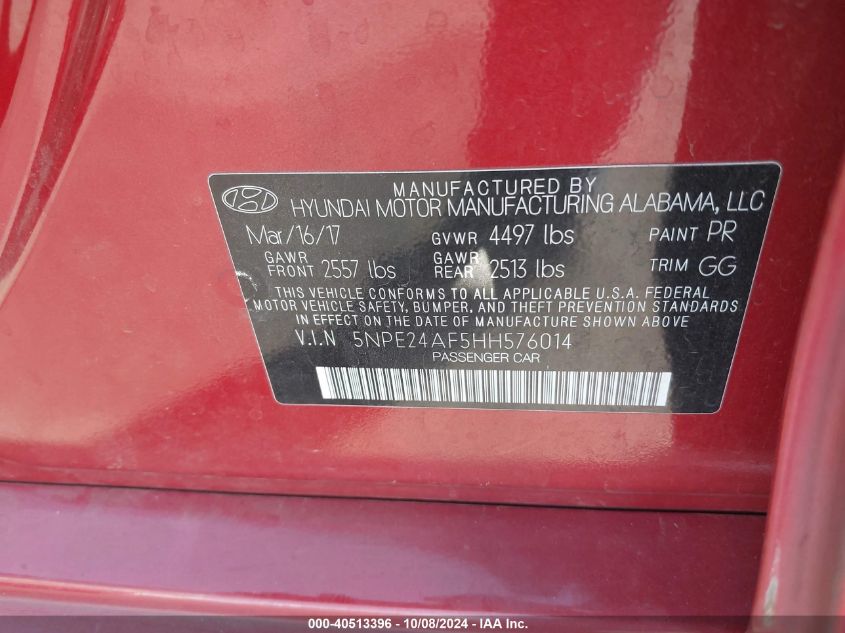 MANUFACTURED BY
HYUNDAI MOTOR MANUFACTURING ALABAMA, LLC
Mar/16/17 GVWR 4497 lbs PAINT PR
GAWR FRONT 2557 lbs GAWR REAR 2513 lbs TRIM GG
THIS VEHICLE CONFORMS TO ALL APPLICABLE U.S.A. FEDERAL
MOTOR VEHICLE SAFETY, BUMPER, AND THEFT PREVENTION STANDARDS
IN EFFECT ON THE DATE OF MANUFACTURE SHOWN ABOVE.
V.I.N 5NPE24AF5HH576014
PASSENGER CAR
000-40513396 - 10/08/2024 - IAA Inc.